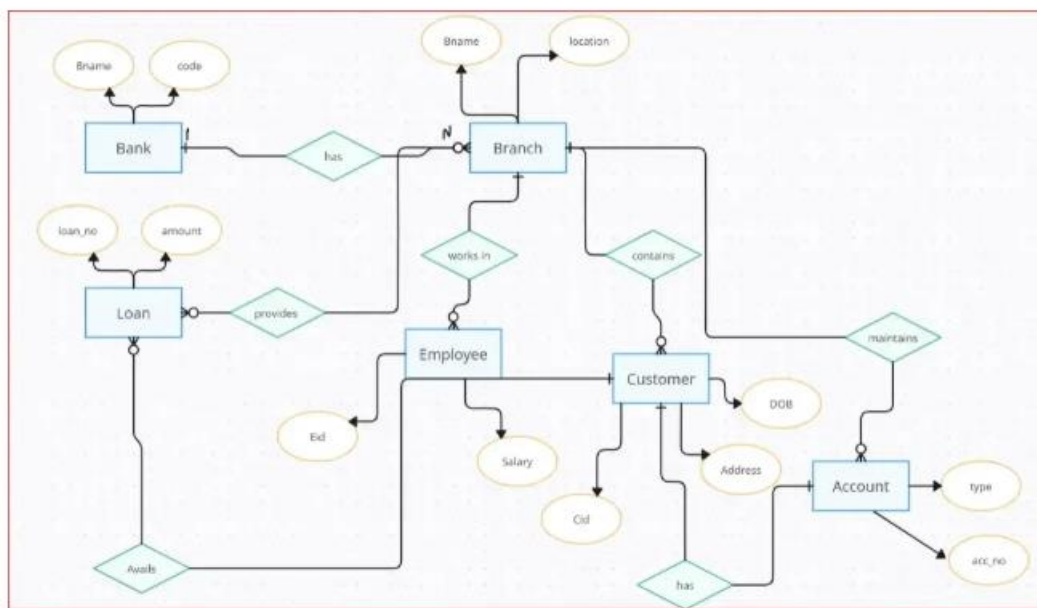 Bname
location
Bname
code
1
N
Bank
has
Branch
loan_no
amount
works in
contains
Loan
provides
Employee
maintains
Customer
DOB
Eid
Salary
Address
Account
type
Cid
Avails
has
acc_no